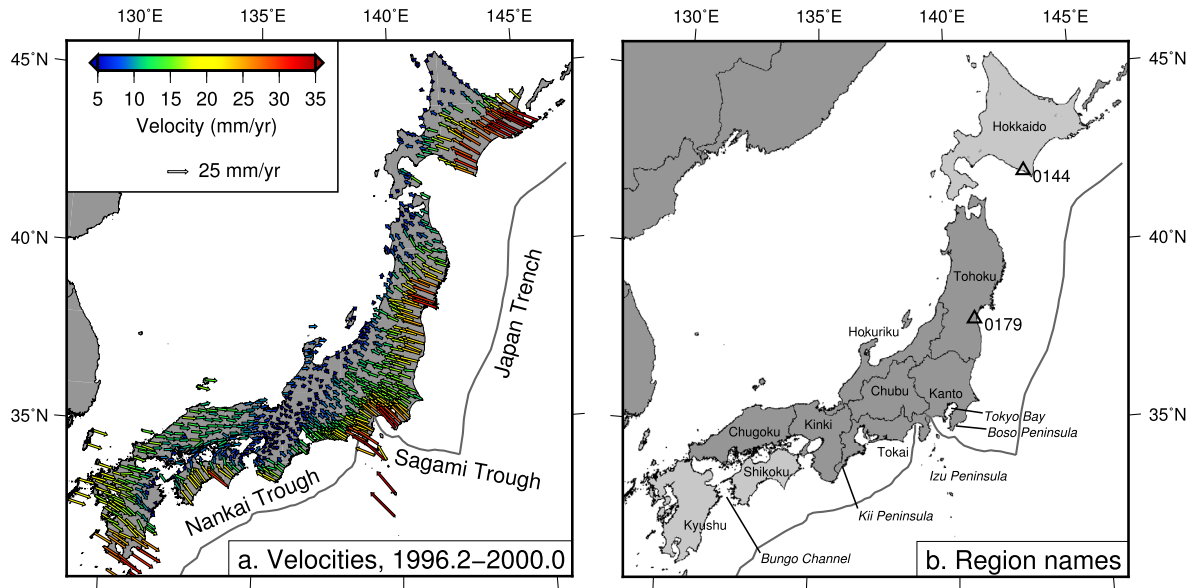 130°E 135°E 140°E 145°E
45°N
40°N
35°N
5 10 15 20 25 30 35
Velocity (mm/yr)
25 mm/yr
Japan Trench
Sagami Trough
Nankai Trough
a. Velocities, 1996.2–2000.0
130°E 135°E 140°E 145°E
45°N
40°N
35°N
Hokkaido
0144
Tohoku
0179
Hokuriku
Chubu
Kanto
Tokyo Bay
Boso Peninsula
Chugoku
Kinki
Tokai
Shikoku
Izu Peninsula
Kii Peninsula
Kyushu
Bungo Channel
b. Region names